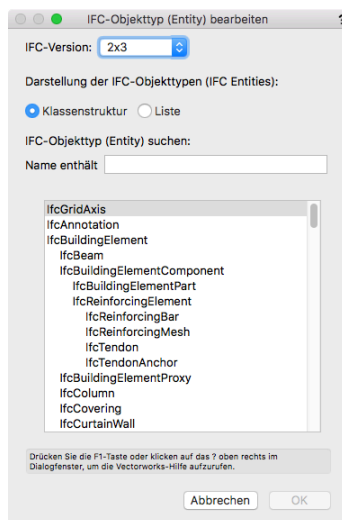 IFC-Objekttyp (Entity) bearbeiten ?
IFC-Version: 2x3
Darstellung der IFC-Objekttypen (IFC Entities):
Klassenstruktur Liste
IFC-Objekttyp (Entity) suchen:
Name enthält
IfcGridAxis
IfcAnnotation
IfcBuildingElement
IfcBeam
IfcBuildingElementComponent
IfcBuildingElementPart
IfcReinforcingElement
IfcReinforcingBar
IfcReinforcingMesh
IfcTendon
IfcTendonAnchor
IfcBuildingElementProxy
IfcColumn
IfcCovering
IfcCurtainWall
Drücken Sie die F1-Taste oder klicken auf das ? oben rechts im
Dialogfenster, um die Vectorworks-Hilfe aufzurufen.
Abbrechen OK